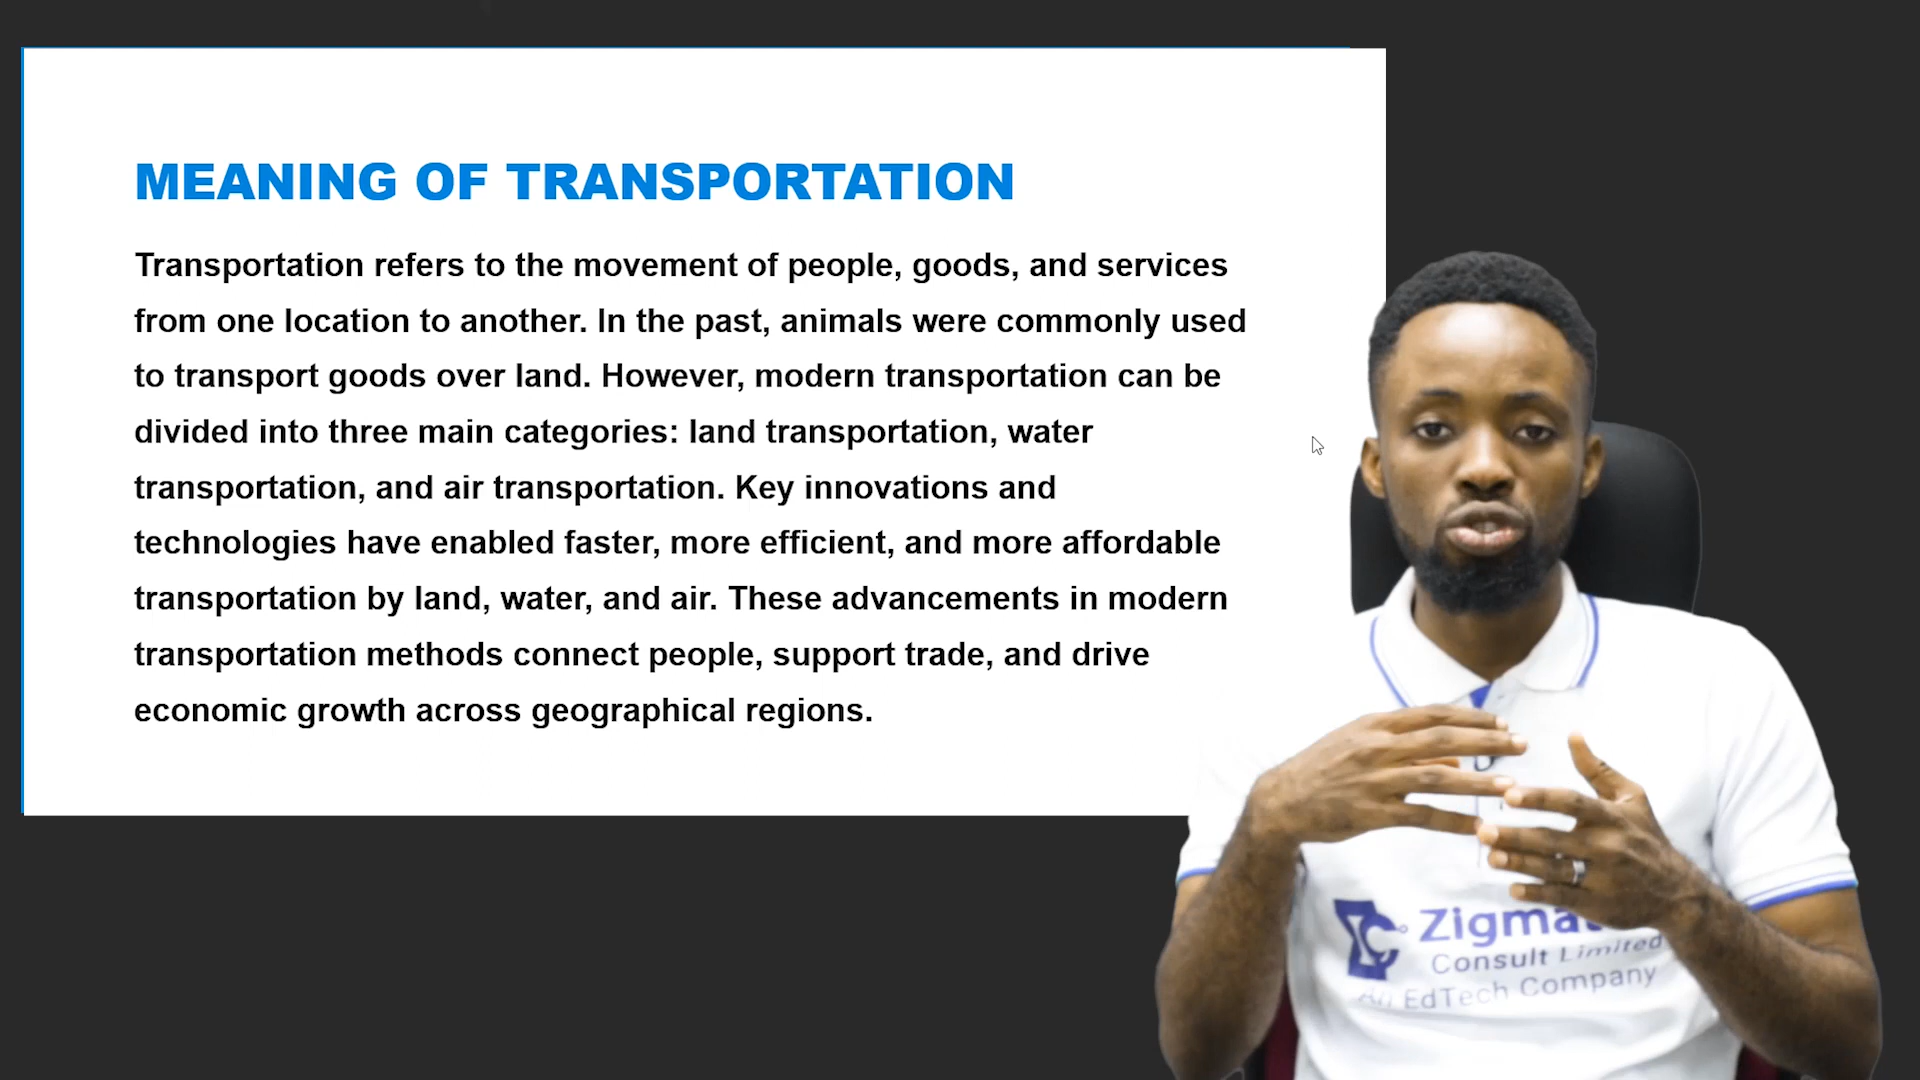 MEANING OF TRANSPORTATION
Transportation refers to the movement of people, goods, and services
from one location to another. In the past, animals were commonly used
to transport goods over land. However, modern transportation can be
divided into three main categories: land transportation, water
transportation, and air transportation. Key innovations and
technologies have enabled faster, more efficient, and more affordable
transportation by land, water, and air. These advancements in modern
transportation methods connect people, support trade, and drive
economic growth across geographical regions.
Consult Limited
An EdTech Company